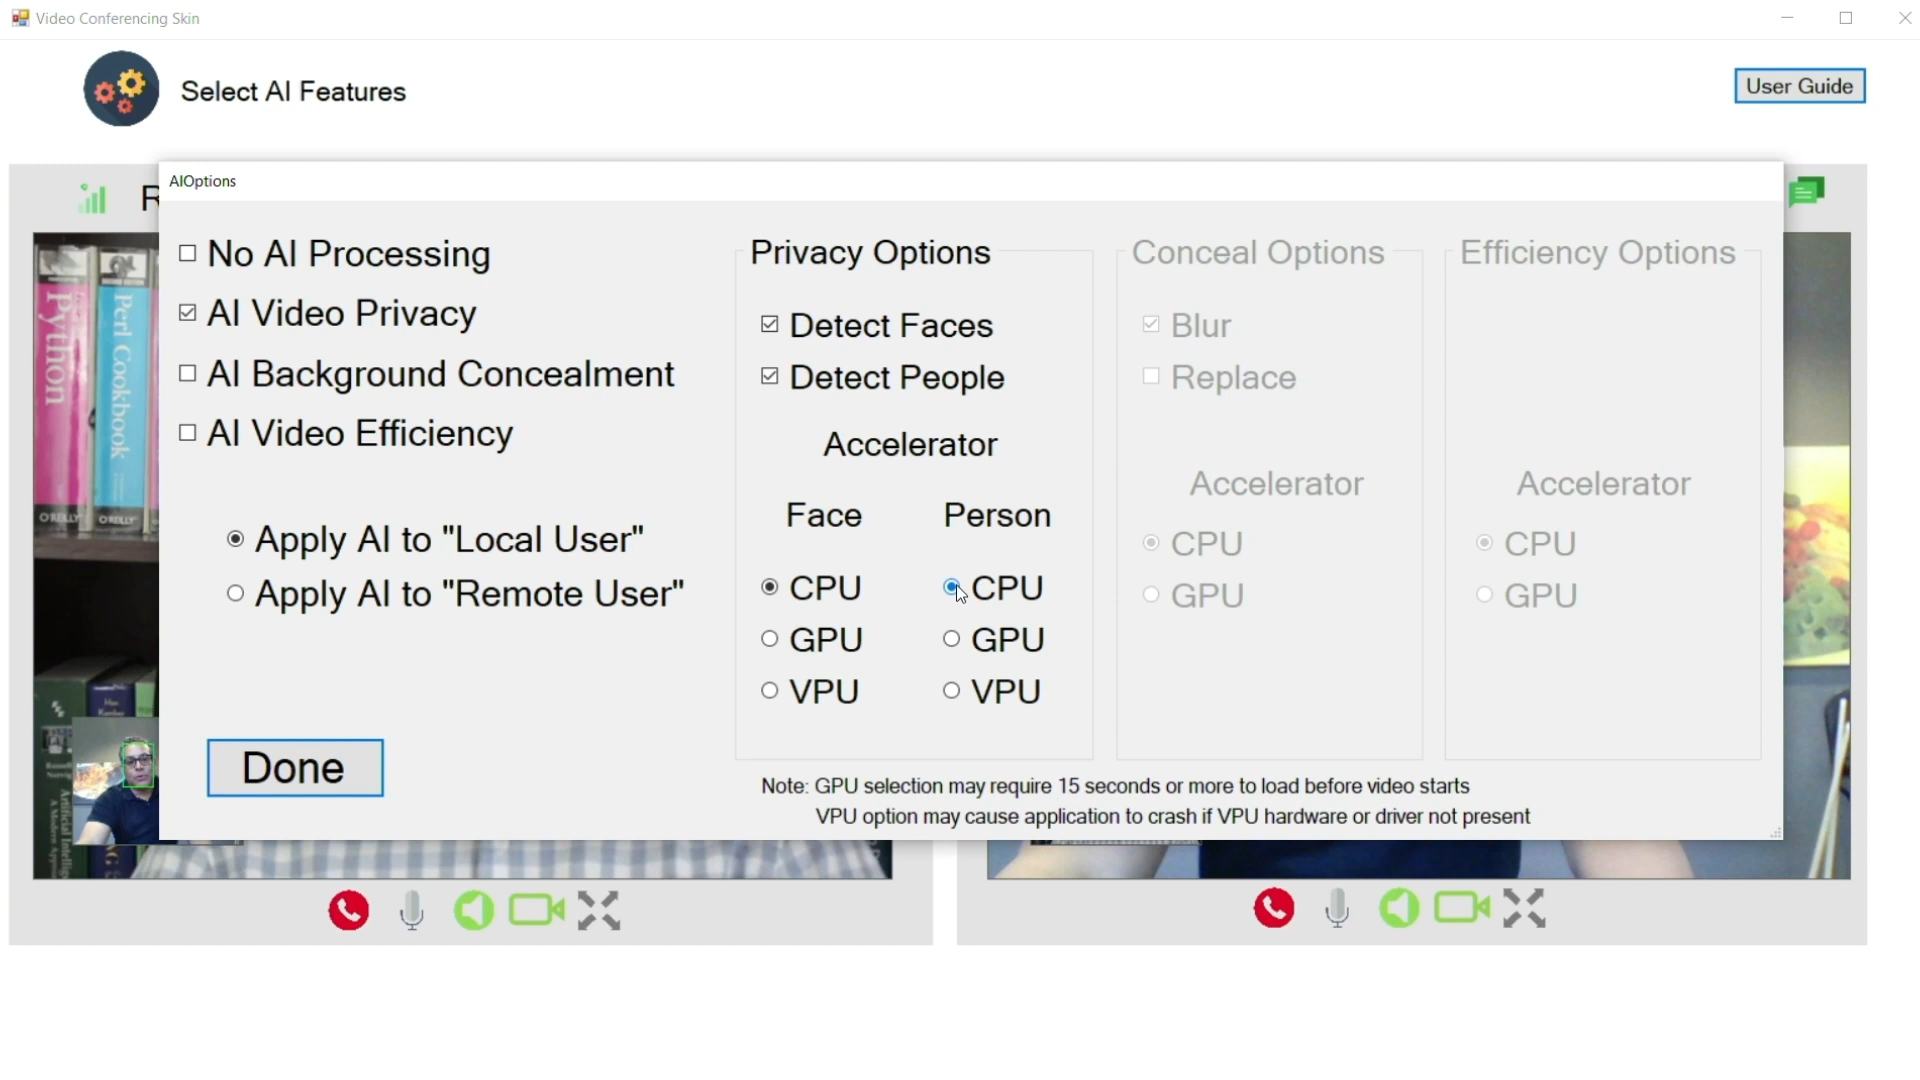 Video Conferencing Skin
Select AI Features
User Guide
AIOptions
No AI Processing
AI Video Privacy
AI Background Concealment
AI Video Efficiency
Apply AI to "Local User"
Apply AI to "Remote User"
Done
Privacy Options
Detect Faces
Detect People
Accelerator
Face
Person
CPU
GPU
VPU
CPU
GPU
VPU
Conceal Options
Blur
Replace
Accelerator
CPU
GPU
Efficiency Options
Accelerator
CPU
GPU
Note: GPU selection may require 15 seconds or more to load before video starts
VPU option may cause application to crash if VPU hardware or driver not present
Python
Perl Cookbook
O'REILLY
O'REILLY
Artificial Intelligence